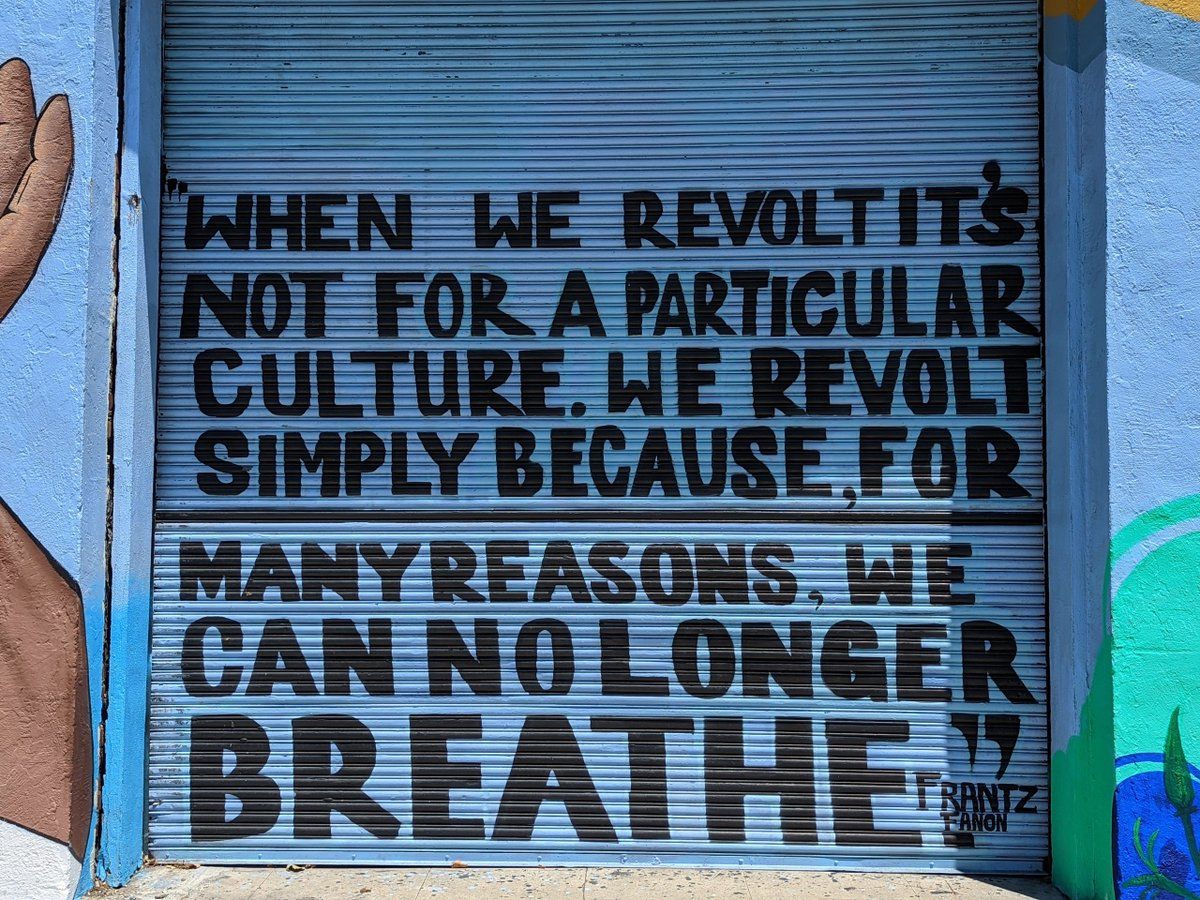 "WHEN WE REVOLT IT'S
NOT FOR A PARTICULAR
CULTURE. WE REVOLT
SIMPLY BECAUSE, FOR
MANY REASONS, WE
CAN NO LONGER
BREATHE."
FRANTZ
FANON